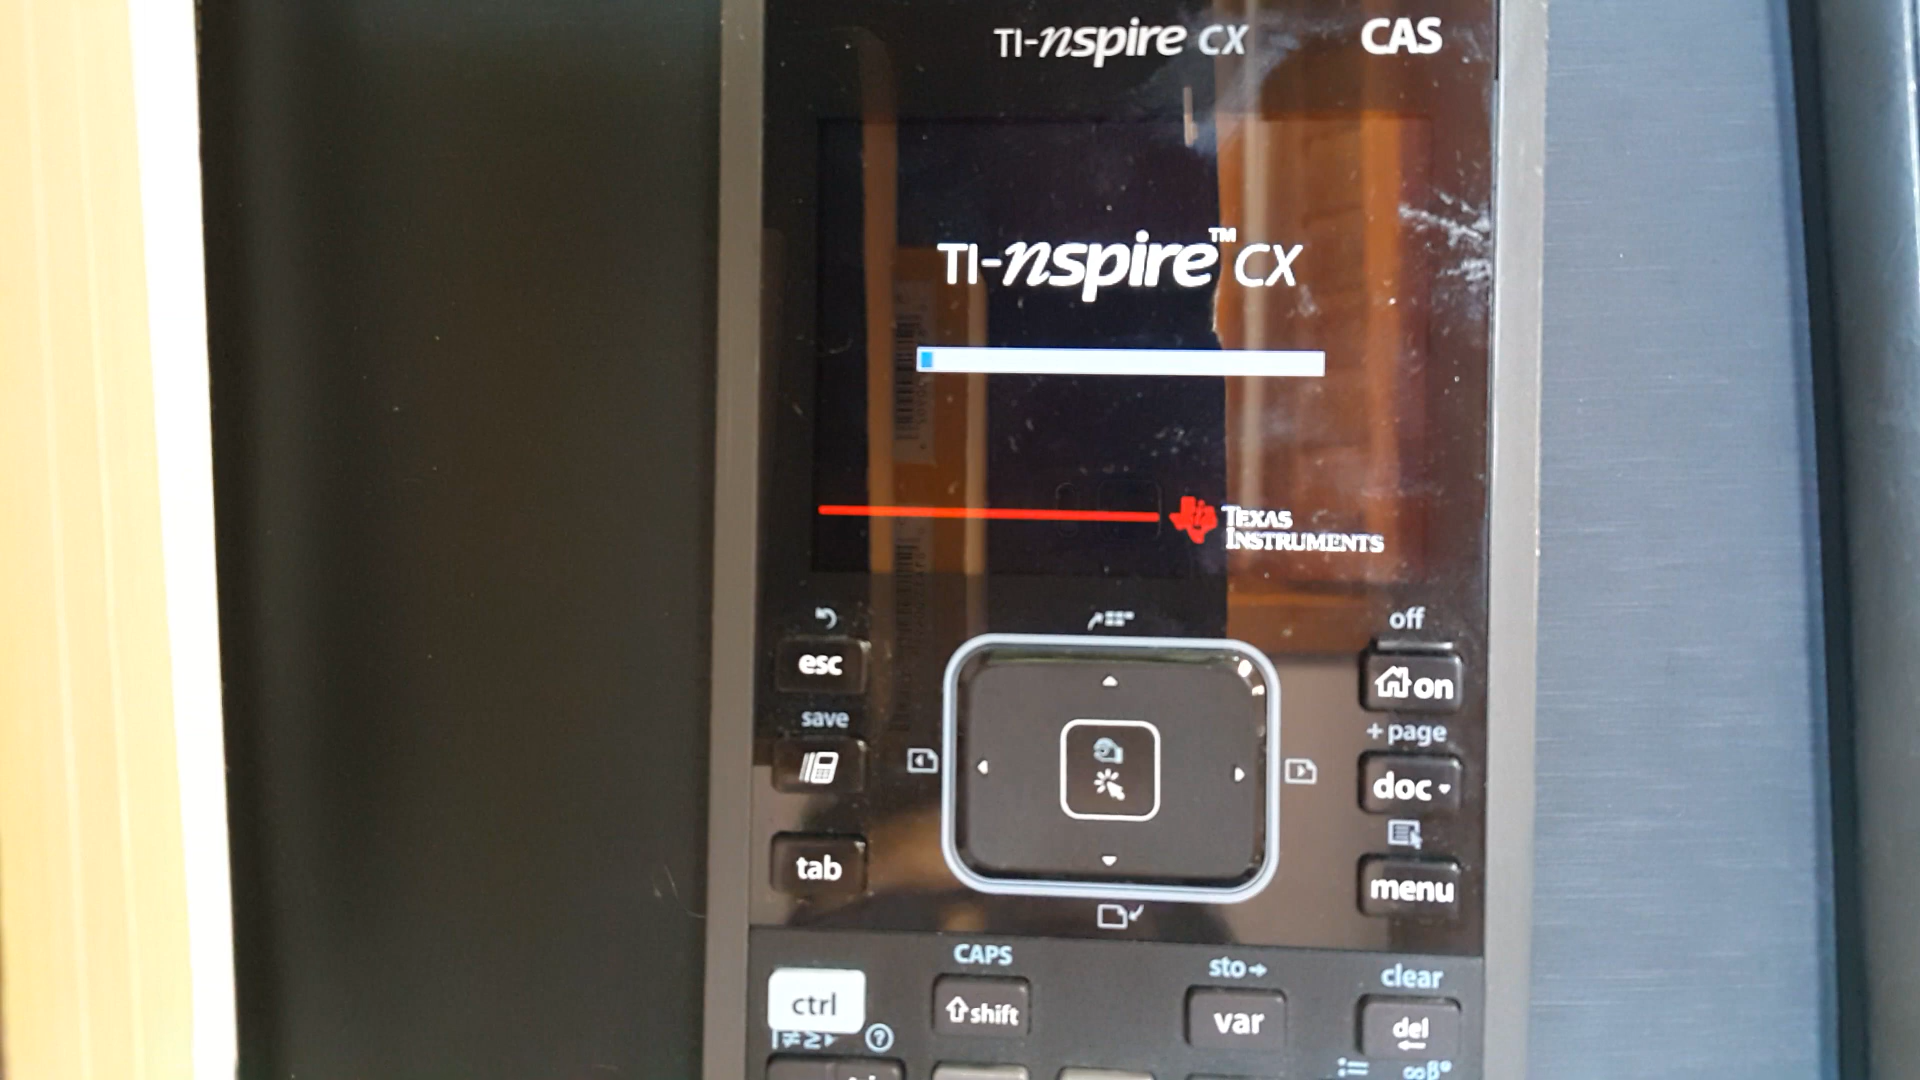 TI-nspire CX CAS
TI-nspire™ CX
TEXAS
INSTRUMENTS
off
esc
on
save
+ page
doc
tab
menu
CAPS
sto
clear
ctrl
shift
var
del